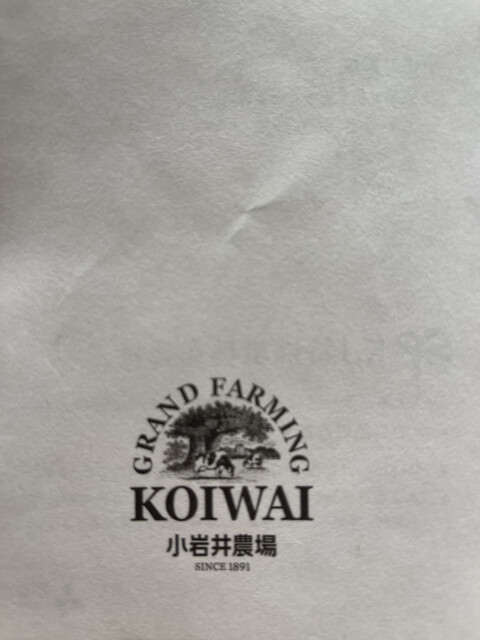 GRAND FARMING
KOIWAI
小岩井農場
SINCE 1891